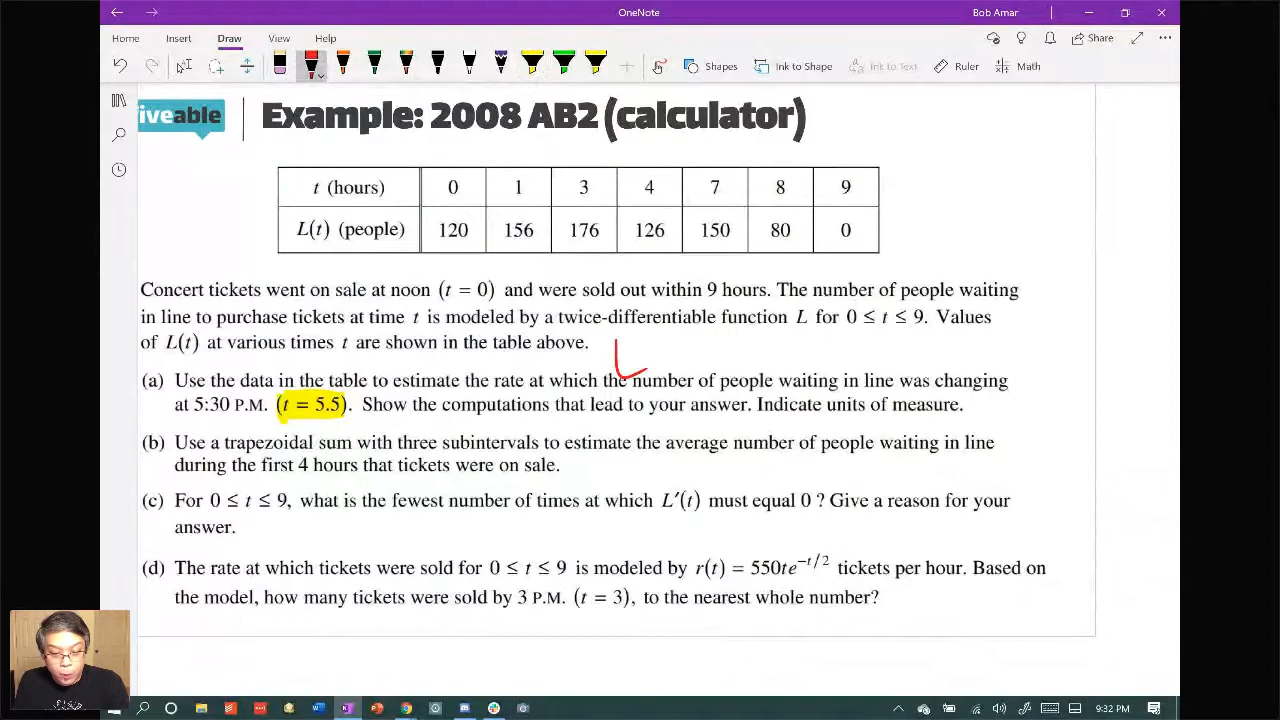 OneNote
Bob Amar
Home Insert Draw View Help
Share
Shapes Ink to Shape Ink to Text Ruler Math
iveable
Example: 2008 AB2 (calculator)
t (hours) 0 1 3 4 7 8 9
L(t) (people) 120 156 176 126 150 80 0
Concert tickets went on sale at noon (t = 0) and were sold out within 9 hours. The number of people waiting
in line to purchase tickets at time t is modeled by a twice-differentiable function L for 0 ≤ t ≤ 9. Values
of L(t) at various times t are shown in the table above.
(a) Use the data in the table to estimate the rate at which the number of people waiting in line was changing
at 5:30 P.M. (t = 5.5). Show the computations that lead to your answer. Indicate units of measure.
(b) Use a trapezoidal sum with three subintervals to estimate the average number of people waiting in line
during the first 4 hours that tickets were on sale.
(c) For 0 ≤ t ≤ 9, what is the fewest number of times at which L′(t) must equal 0 ? Give a reason for your
answer.
(d) The rate at which tickets were sold for 0 ≤ t ≤ 9 is modeled by r(t) = 550te^{−t/2} tickets per hour. Based on
the model, how many tickets were sold by 3 P.M. (t = 3), to the nearest whole number?
9:32 PM